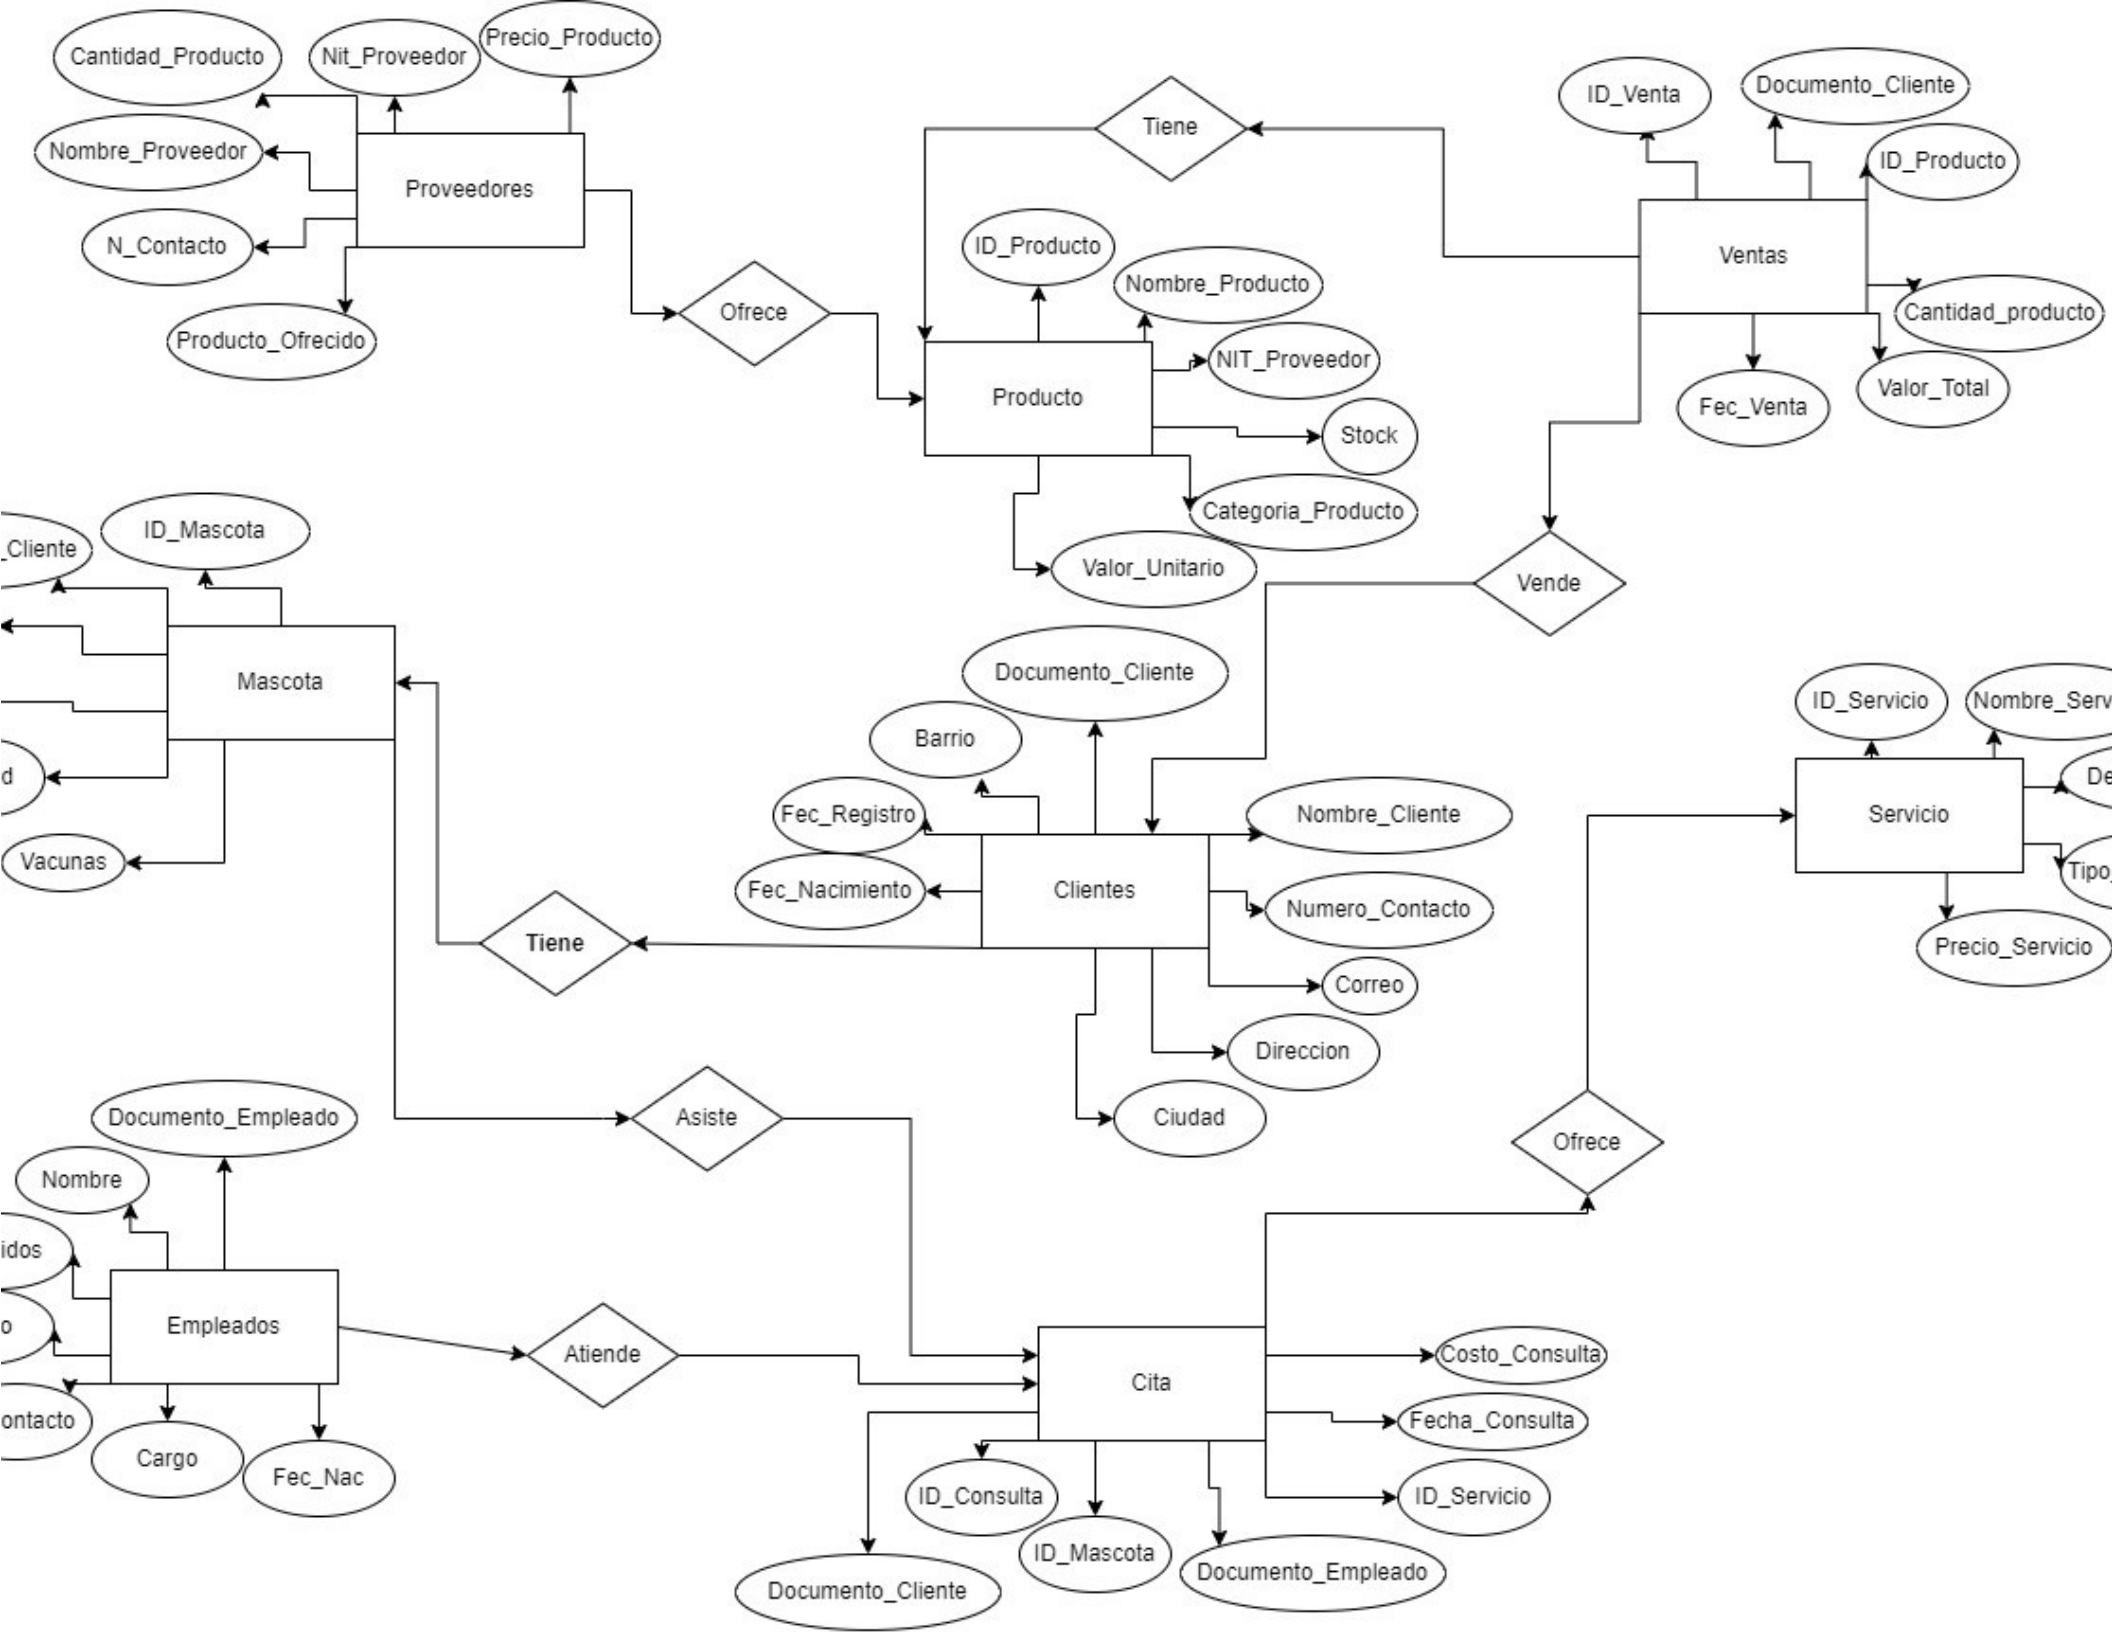 Cantidad_Producto
Nit_Proveedor
Precio_Producto
Nombre_Proveedor
Proveedores
N_Contacto
Producto_Ofrecido
Ofrece
Tiene
ID_Venta
Documento_Cliente
ID_Producto
Ventas
Cantidad_producto
Valor_Total
Fec_Venta
ID_Producto
Nombre_Producto
NIT_Proveedor
Producto
Stock
Categoria_Producto
Valor_Unitario
Vende
_Cliente
ID_Mascota
Mascota
d
Vacunas
Tiene
Documento_Cliente
Barrio
Fec_Registro
Nombre_Cliente
Fec_Nacimiento
Clientes
Numero_Contacto
Correo
Direccion
Ciudad
ID_Servicio
Nombre_Serv
De
Servicio
Tipo_
Precio_Servicio
Asiste
Ofrece
Documento_Empleado
Nombre
idos
Empleados
o
ontacto
Cargo
Fec_Nac
Atiende
Cita
Costo_Consulta
Fecha_Consulta
ID_Servicio
ID_Consulta
ID_Mascota
Documento_Empleado
Documento_Cliente